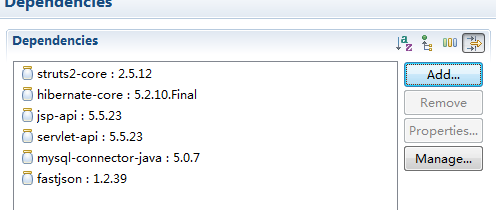 Dependencies
Dependencies
struts2-core : 2.5.12
Add...
hibernate-core : 5.2.10.Final
Remove
jsp-api : 5.5.23
servlet-api : 5.5.23
Properties...
mysql-connector-java : 5.0.7
Manage...
fastjson : 1.2.39